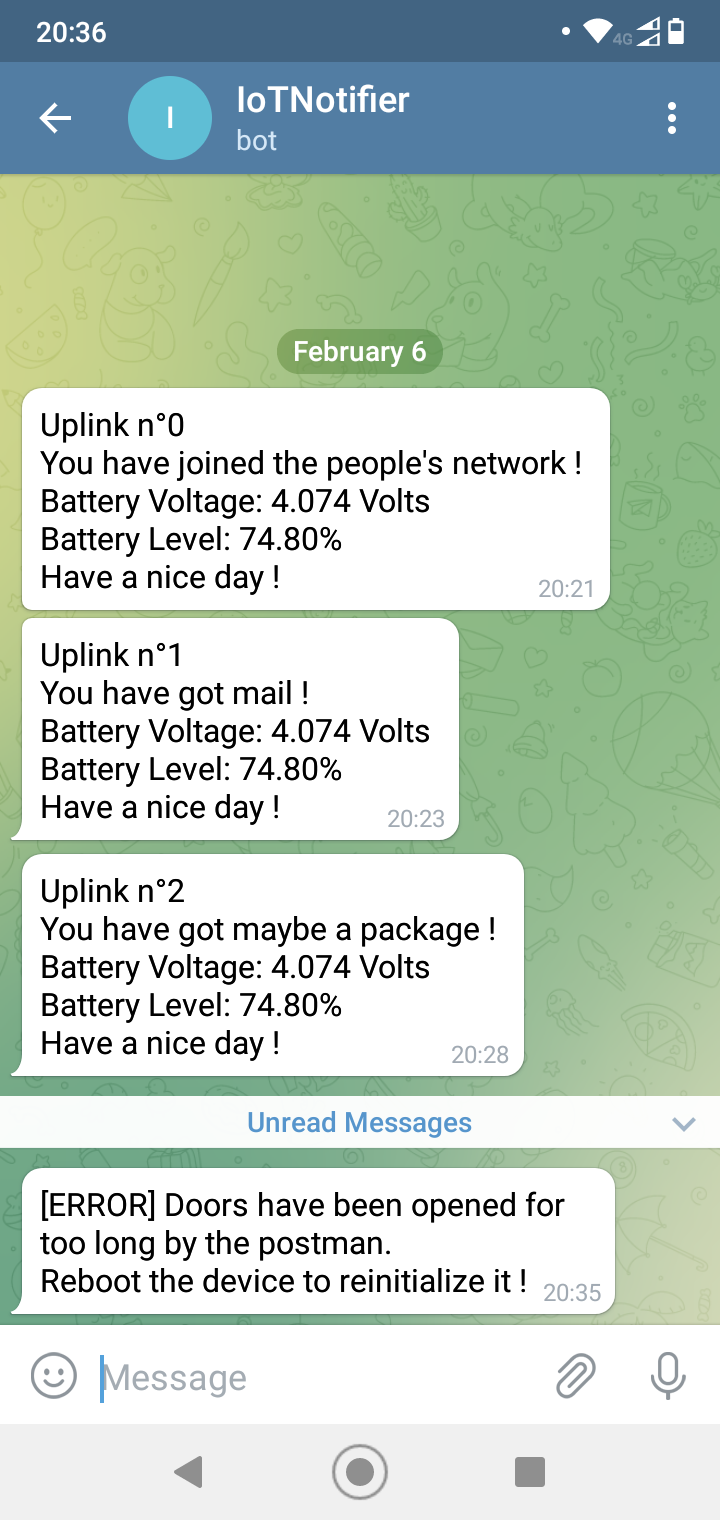 20:36
4G
I
IoTNotifier
bot
February 6
Uplink n°0
You have joined the people's network !
Battery Voltage: 4.074 Volts
Battery Level: 74.80%
Have a nice day !
20:21
Uplink n°1
You have got mail !
Battery Voltage: 4.074 Volts
Battery Level: 74.80%
Have a nice day !
20:23
Uplink n°2
You have got maybe a package !
Battery Voltage: 4.074 Volts
Battery Level: 74.80%
Have a nice day !
20:28
Unread Messages
[ERROR] Doors have been opened for
too long by the postman.
Reboot the device to reinitialize it !
20:35
Message